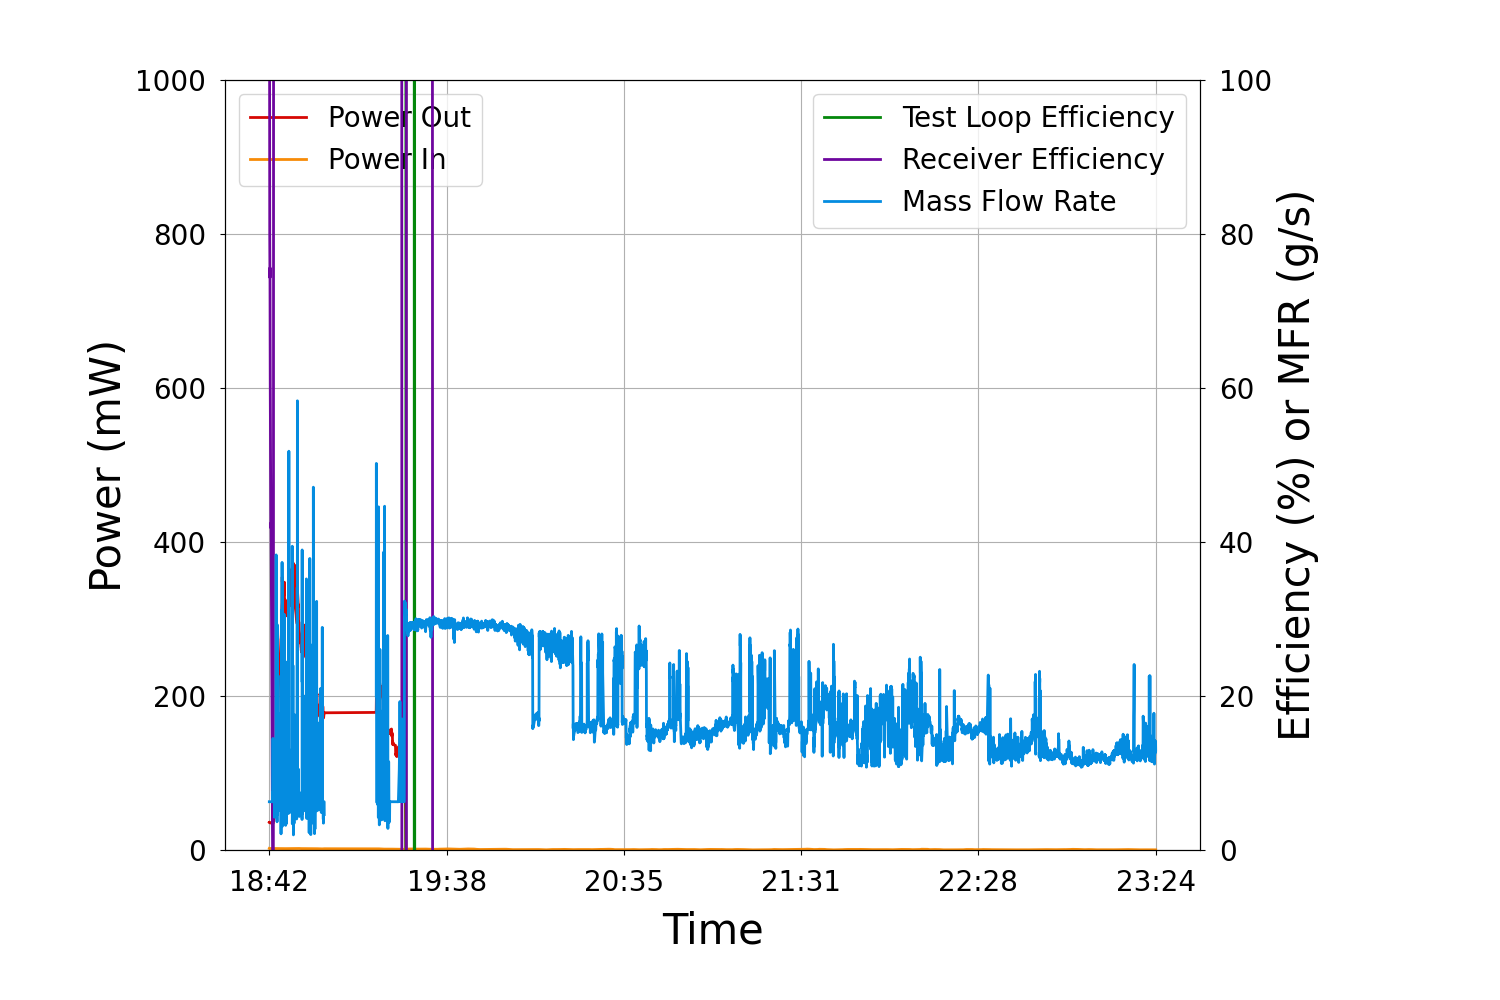 1000
800
600
400
200
0
Power (mW)
Power Out
Power In
Test Loop Efficiency
Receiver Efficiency
Mass Flow Rate
100
80
60
40
20
0
Efficiency (%) or MFR (g/s)
18:42 19:38 20:35 21:31 22:28 23:24
Time